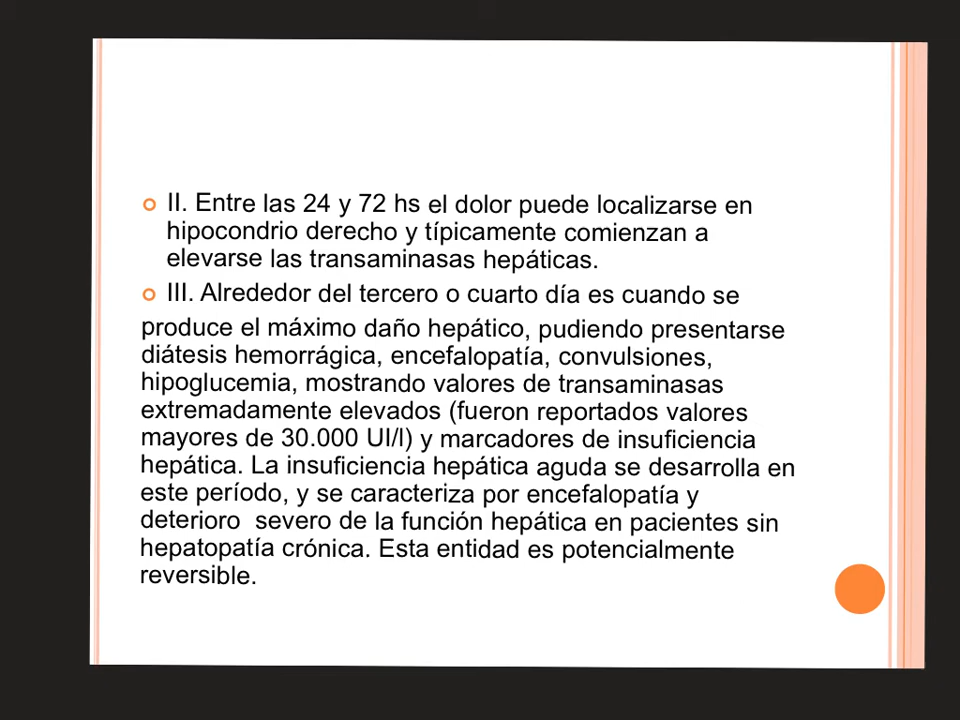 II. Entre las 24 y 72 hs el dolor puede localizarse en
hipocondrio derecho y típicamente comienzan a
elevarse las transaminasas hepáticas.
III. Alrededor del tercero o cuarto día es cuando se
produce el máximo daño hepático, pudiendo presentarse
diátesis hemorrágica, encefalopatía, convulsiones,
hipoglucemia, mostrando valores de transaminasas
extremadamente elevados (fueron reportados valores
mayores de 30.000 UI/l) y marcadores de insuficiencia
hepática. La insuficiencia hepática aguda se desarrolla en
este período, y se caracteriza por encefalopatía y
deterioro  severo de la función hepática en pacientes sin
hepatopatía crónica. Esta entidad es potencialmente
reversible.